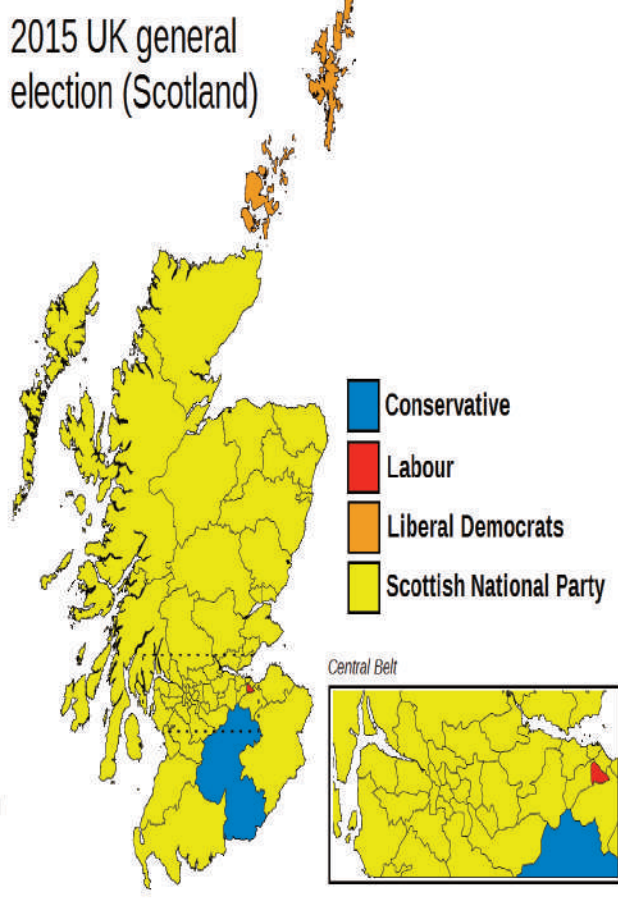 2015 UK general
election (Scotland)
Conservative
Labour
Liberal Democrats
Scottish National Party
Central Belt